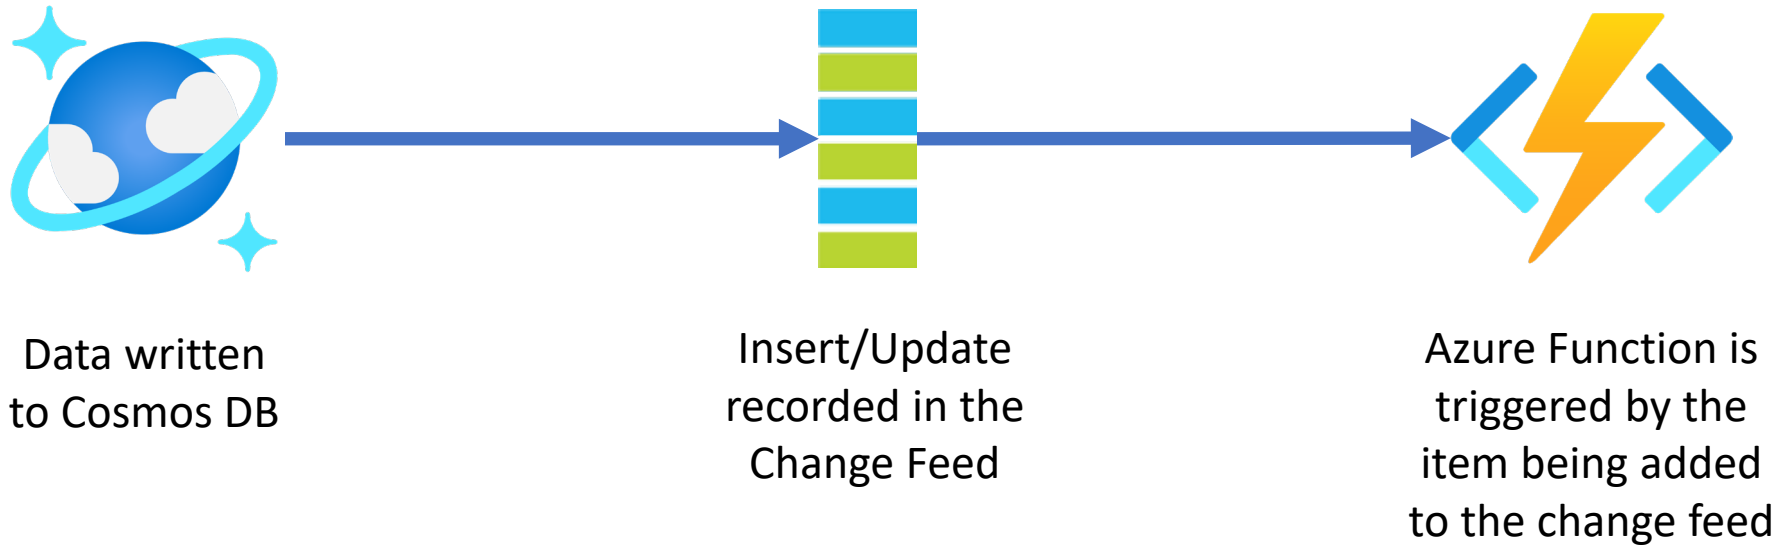 Data written
to Cosmos DB
Insert/Update
recorded in the
Change Feed
Azure Function is
triggered by the
item being added
to the change feed